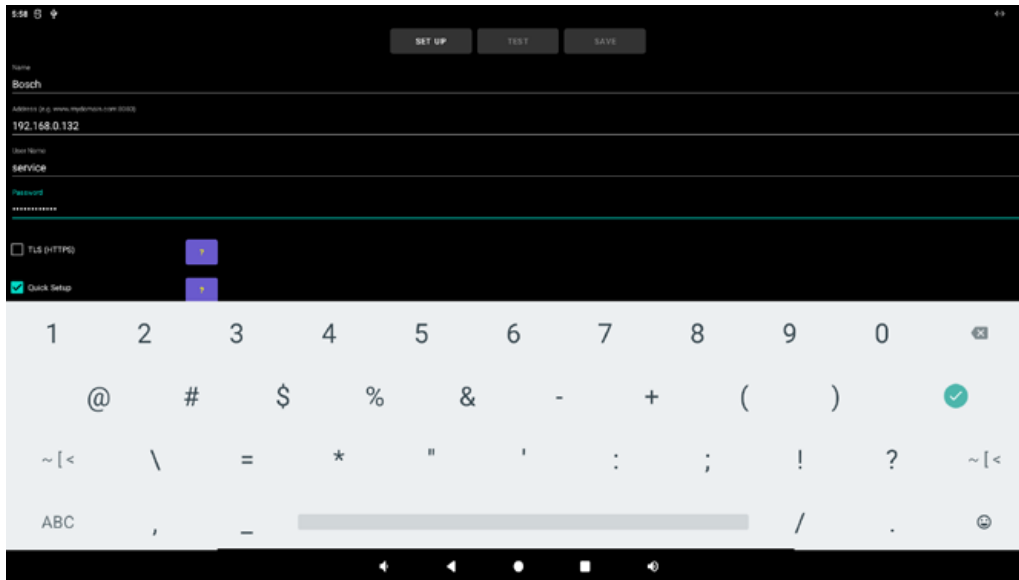 5:58
SET UP TEST SAVE
Name
Bosch
Address (e.g. www.mydomain.com:8080)
192.168.0.132
User Name
service
Password
••••••••••••
TLS (HTTPS) ?
Quick Setup ?
1 2 3 4 5 6 7 8 9 0
@ # $ % & - + ( )
~ [ < \ = * " ' : ; ! ? ~ [ <
ABC , _ / .